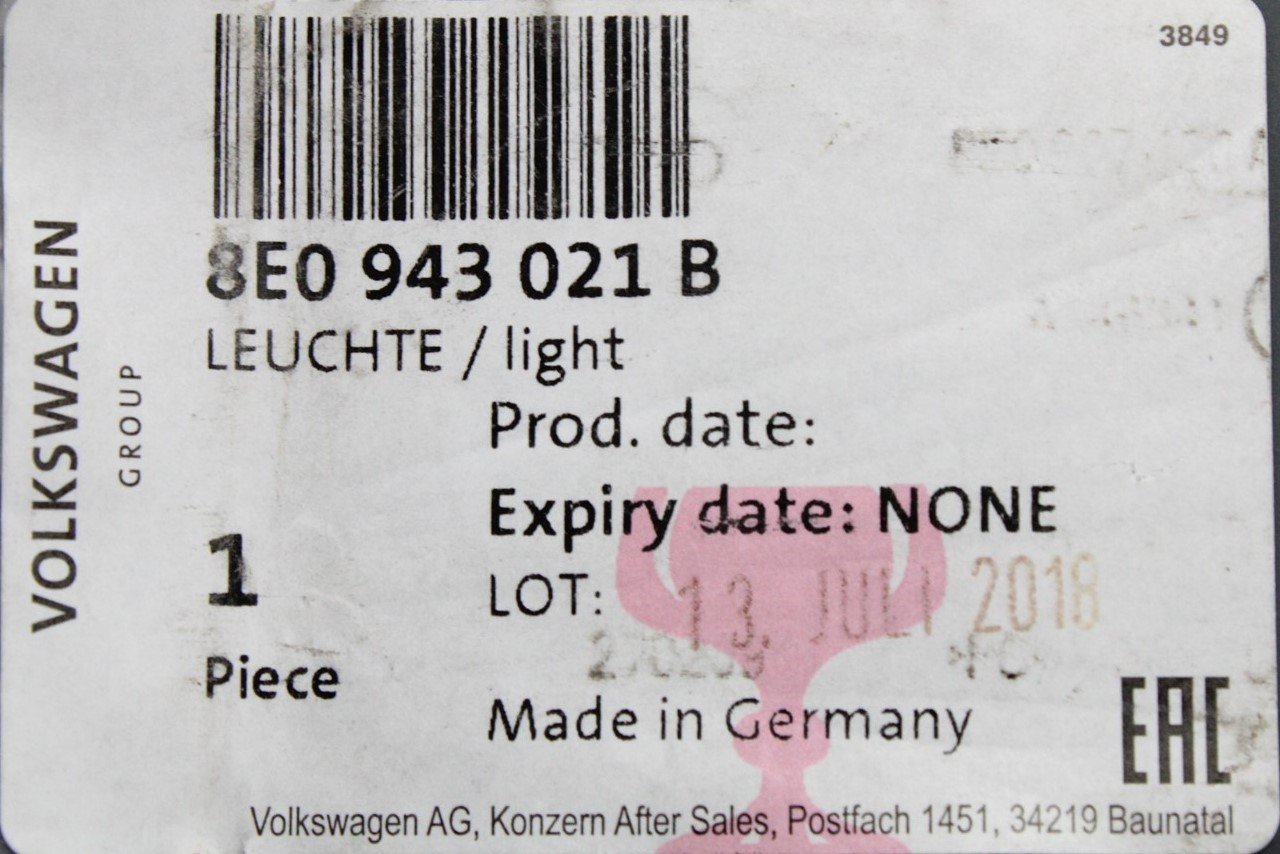 3849
8E0 943 021 B
LEUCHTE / light
VOLKSWAGEN
GROUP
Prod. date:
Expiry date: NONE
1
LOT:
13. JULI 2018
Piece
Made in Germany
EAC
Volkswagen AG, Konzern After Sales, Postfach 1451, 34219 Baunatal